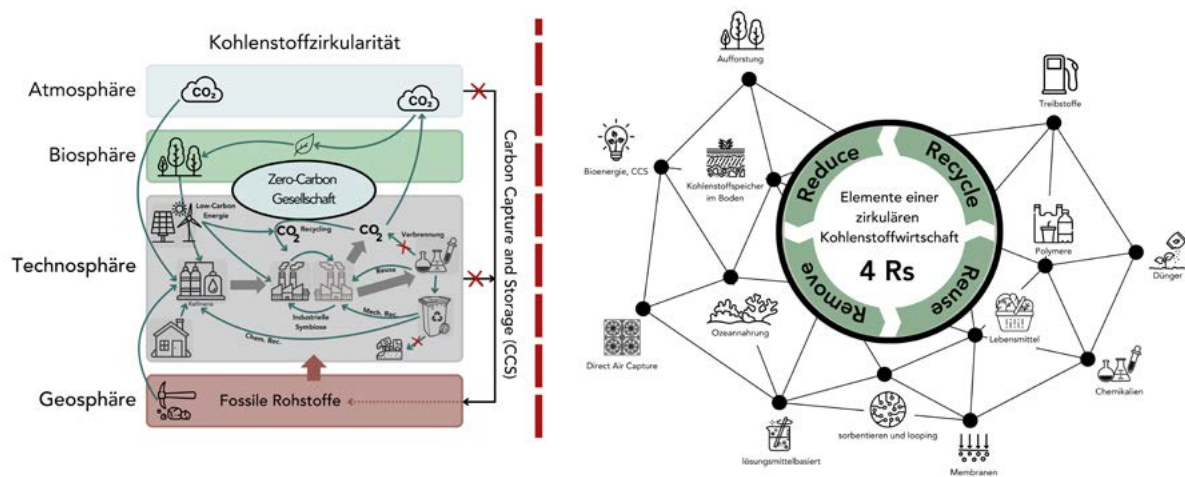 Kohlenstoffzirkularität
Atmosphäre
CO₂
CO₂
Biosphäre
Zero-Carbon
Gesellschaft
Technosphäre
Low-Carbon
Energie
CO₂
Recycling
CO₂
Verbrennung
Reuse
Raffinerie
Industrielle
Symbiose
Mech. Rec.
Chem. Rec.
Geosphäre
Fossile Rohstoffe
Carbon Capture and Storage (CCS)
Aufforstung
Treibstoffe
Bioenergie, CCS
Kohlenstoffspeicher
im Boden
Reduce
Recycle
Reuse
Remove
Elemente einer
zirkulären
Kohlenstoffwirtschaft
4 Rs
Polymere
Dünger
Ozeannahrung
Lebensmittel
Direct Air Capture
Chemikalien
sorbentieren und looping
lösungsmittelbasiert
Membranen